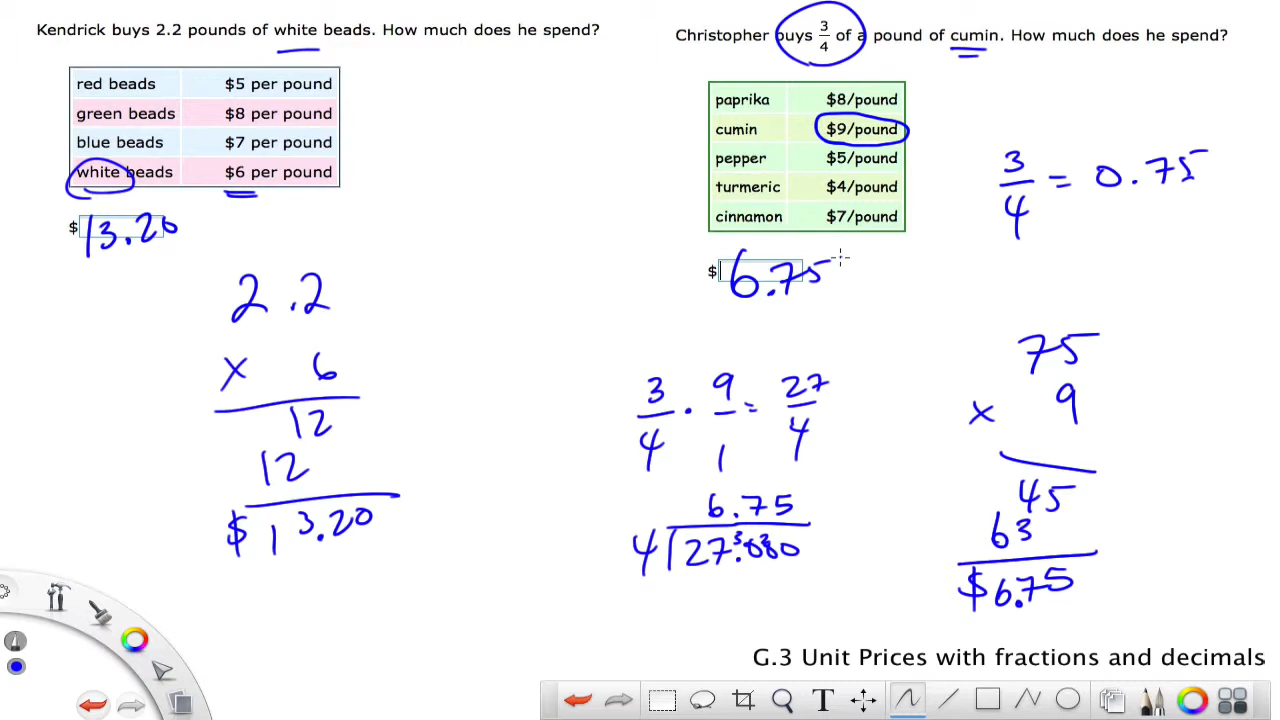 Kendrick buys 2.2 pounds of white beads. How much does he spend?
red beads $5 per pound
green beads $8 per pound
blue beads $7 per pound
white beads $6 per pound
$ 13.20
2.2
x 6
12
12
$13.20
Christopher buys 3/4 of a pound of cumin. How much does he spend?
paprika $8/pound
cumin $9/pound
pepper $5/pound
turmeric $4/pound
cinnamon $7/pound
$ 6.75
3/4 = 0.75
3/4 · 9/1 = 27/4
6.75
4 27.000
75
x 9
45
63
$6.75
G.3 Unit Prices with fractions and decimals
T